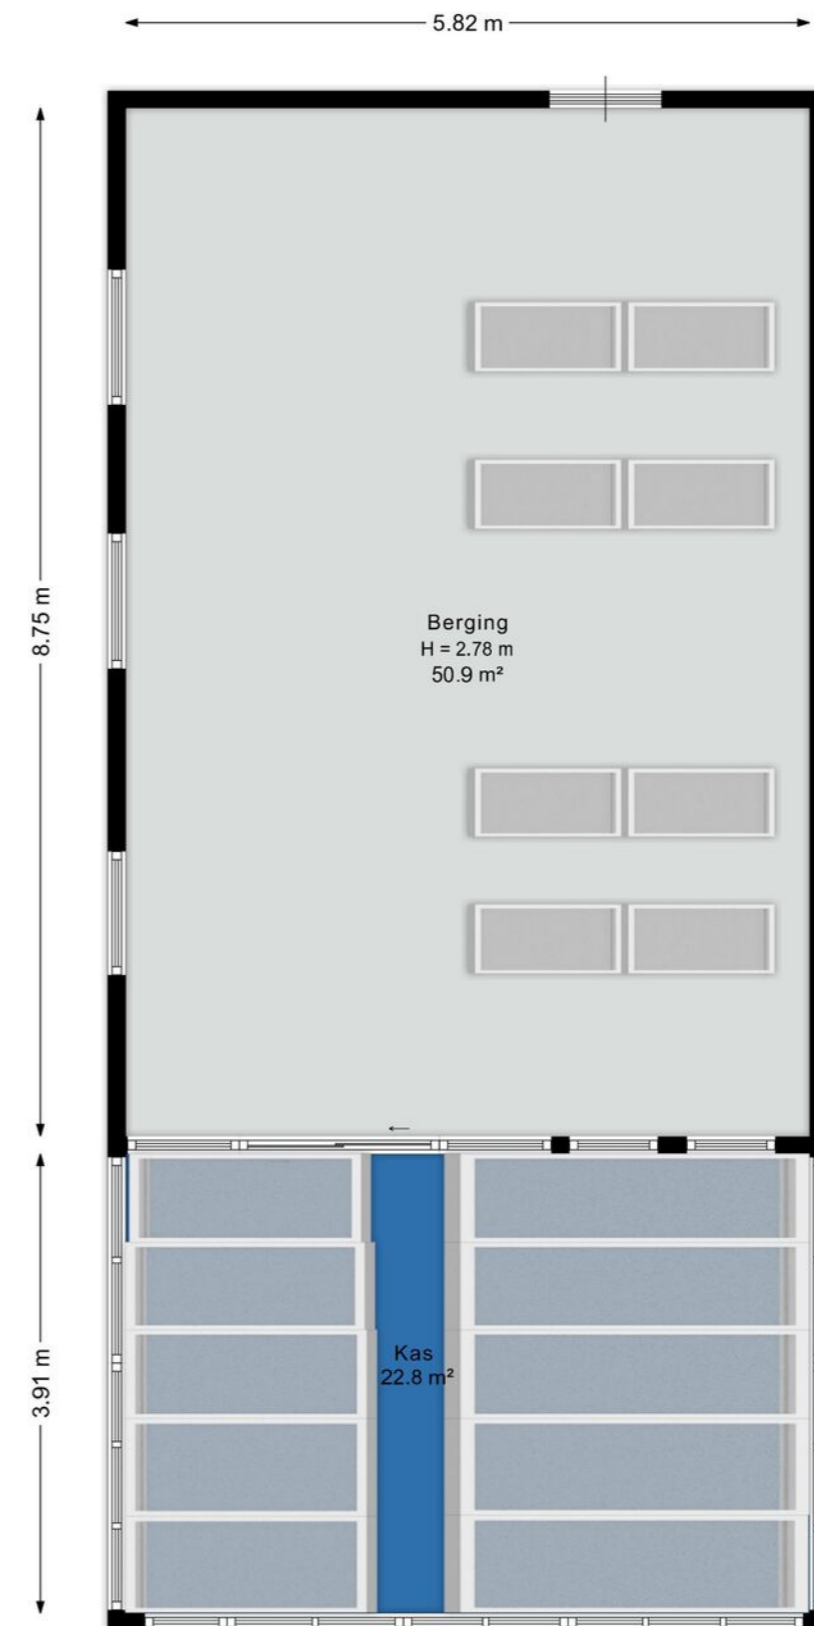 5.82 m
8.75 m
Berging
H = 2.78 m
50.9 m²
3.91 m
Kas
22.8 m²